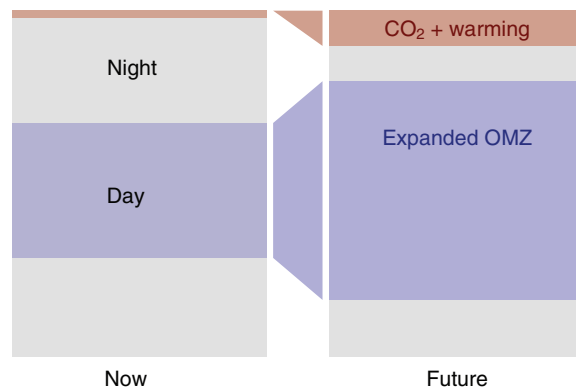 CO₂ + warming
Night
Expanded OMZ
Day
Now
Future